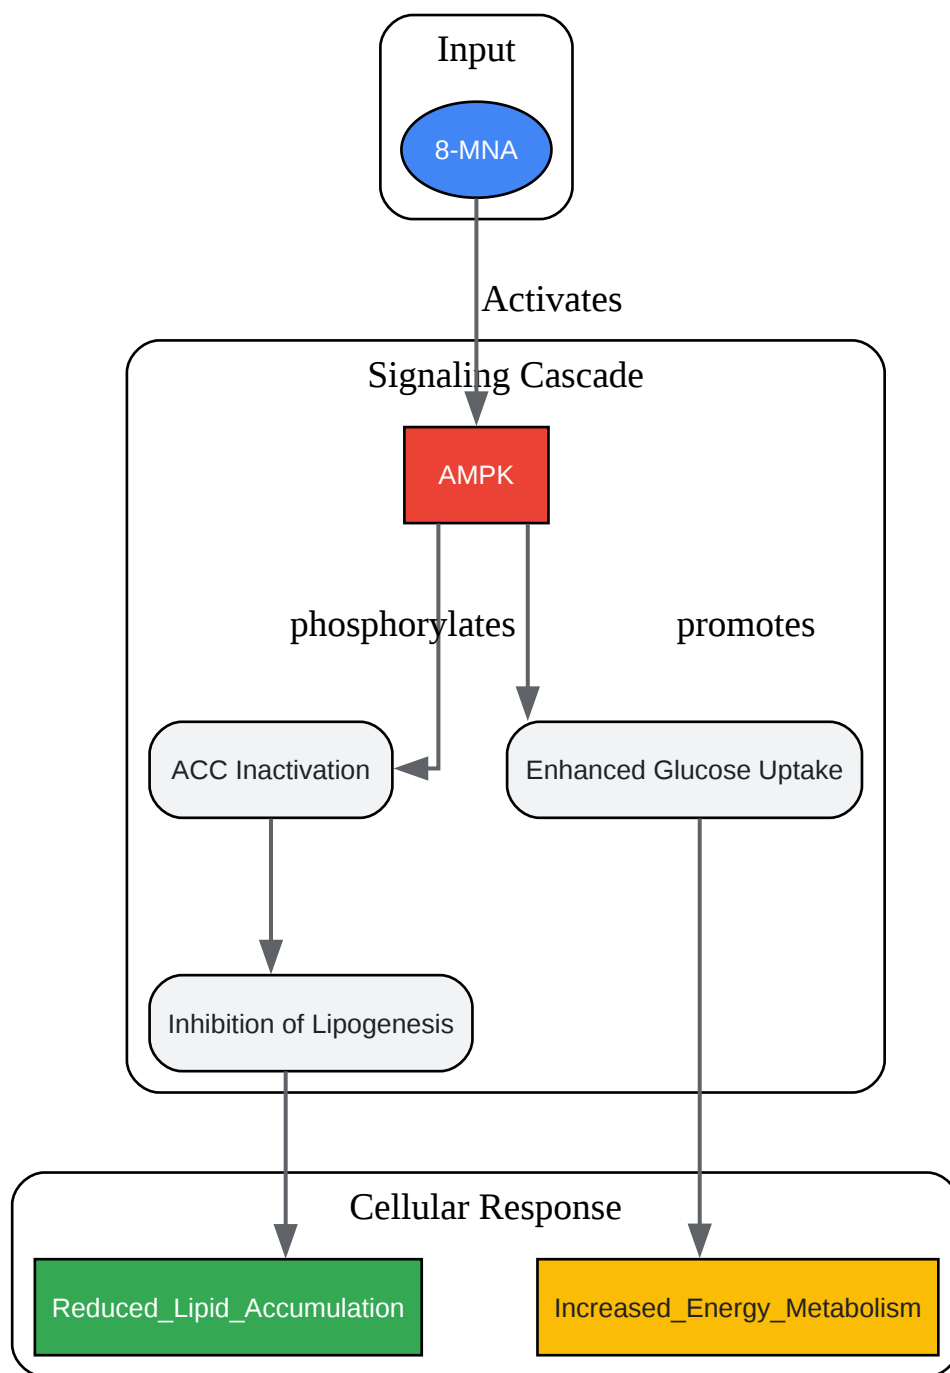 Input
8-MNA
Activates
Signaling Cascade
AMPK
phosphorylates
promotes
ACC Inactivation
Enhanced Glucose Uptake
Inhibition of Lipogenesis
Cellular Response
Reduced_Lipid_Accumulation
Increased_Energy_Metabolism